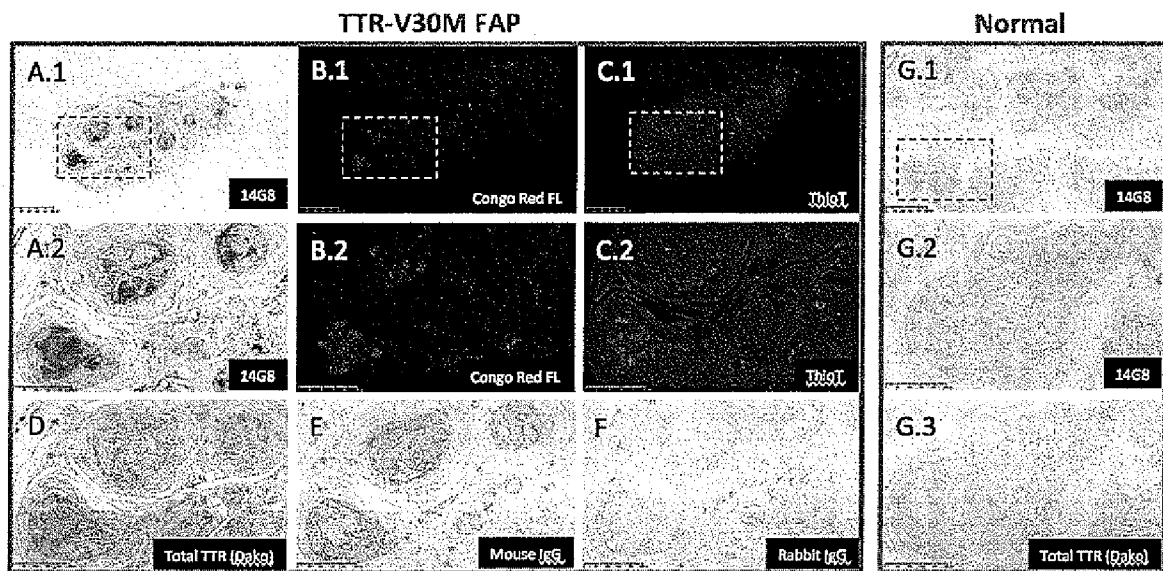 TTR-V30M FAP
Normal
A.1
14G8
B.1
Congo Red FL
C.1
ThioT
G.1
14G8
A.2
14G8
B.2
Congo Red FL
C.2
ThioT
G.2
14G8
D
Total TTR (Dako)
E
Mouse IgG
F
Rabbit IgG
G.3
Total TTR (Dako)